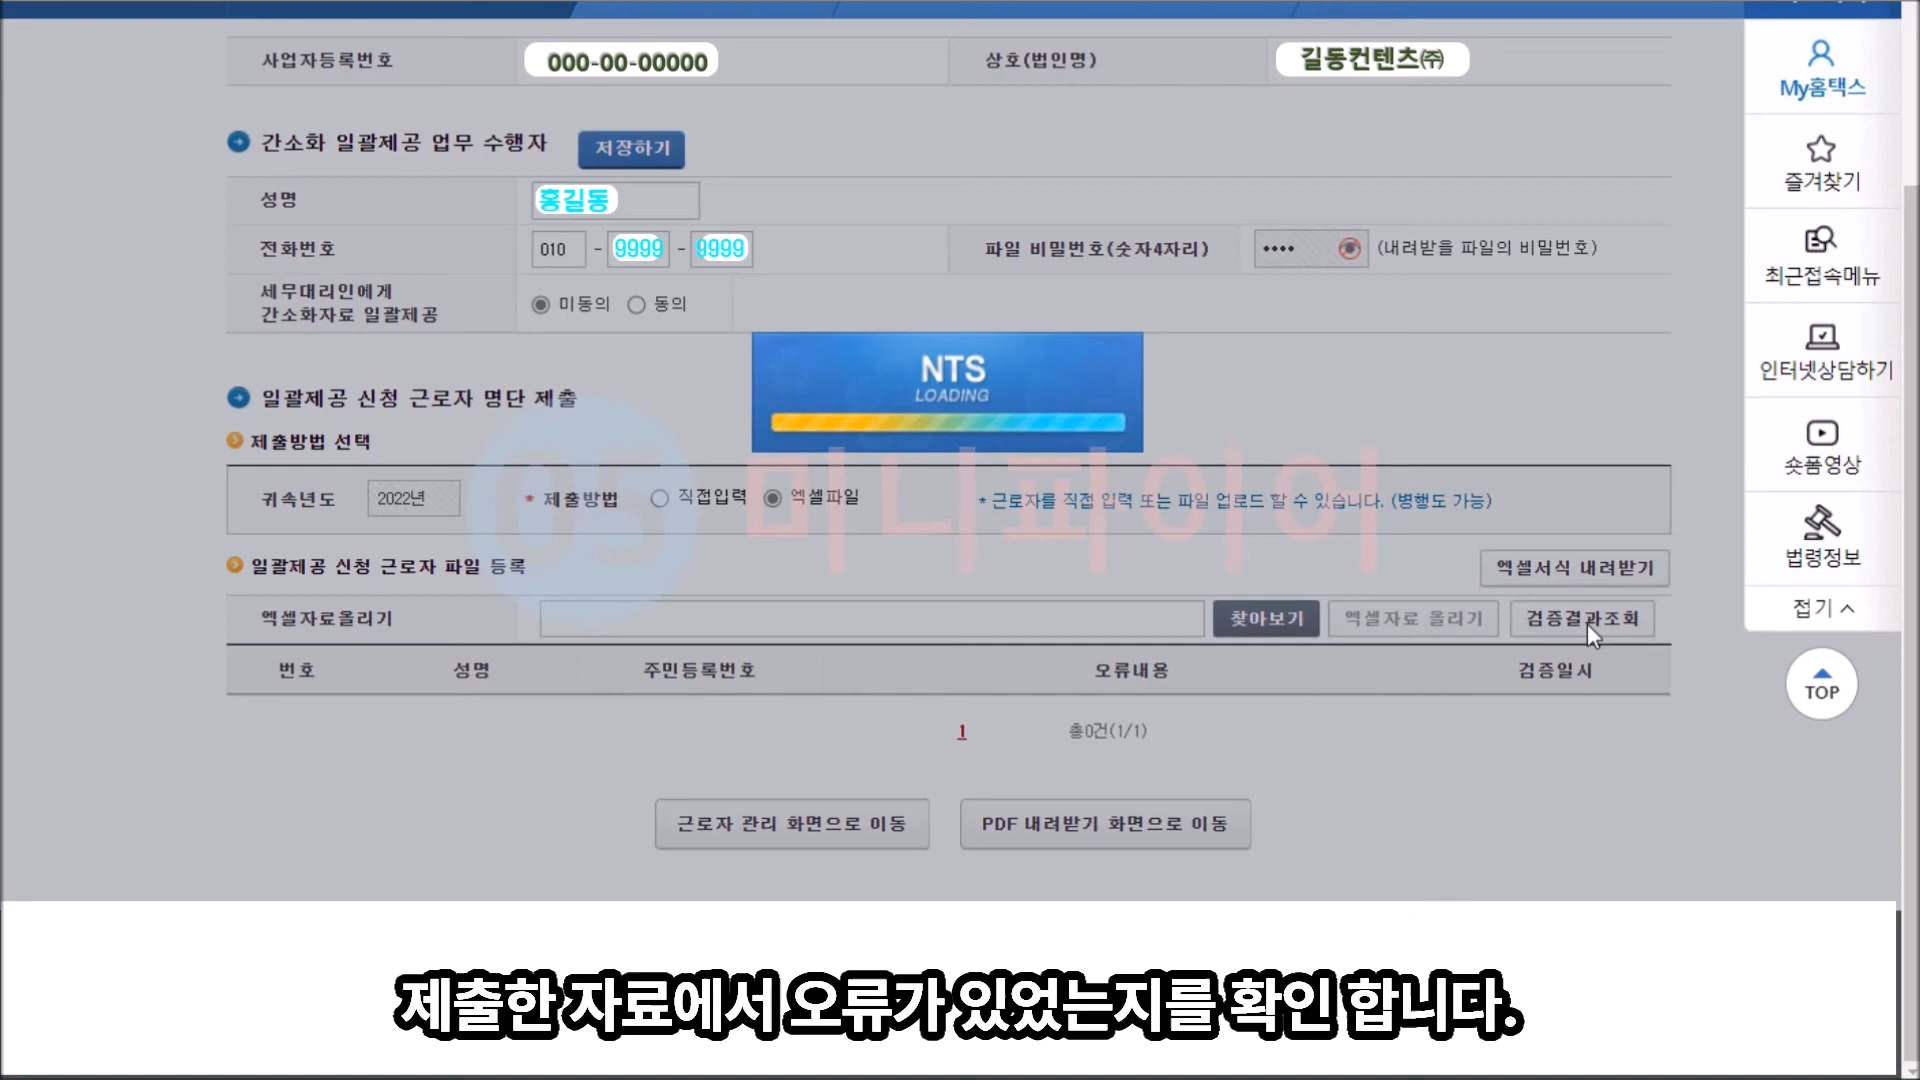 사업자등록번호 000-00-00000 상호(법인명) 길동컨텐츠㈜
간소화 일괄제공 업무 수행자 저장하기
성명 홍길동
전화번호 010 - 9999 - 9999 파일 비밀번호(숫자4자리) •••• (내려받을 파일의 비밀번호)
세무대리인에게
간소화자료 일괄제공 미동의 동의
NTS
LOADING
일괄제공 신청 근로자 명단 제출
제출방법 선택
귀속년도 2022년 * 제출방법 직접입력 엑셀파일 * 근로자를 직접 입력 또는 파일 업로드 할 수 있습니다. (병행도 가능)
05 미니파이어
일괄제공 신청 근로자 파일 등록 엑셀서식 내려받기
엑셀자료올리기 찾아보기 엑셀자료 올리기 검증결과조회
번호 성명 주민등록번호 오류내용 검증일시
1 총0건(1/1)
근로자 관리 화면으로 이동 PDF 내려받기 화면으로 이동
My홈택스
즐겨찾기
최근접속메뉴
인터넷상담하기
숏폼영상
법령정보
접기
TOP
제출한 자료에서 오류가 있었는지를 확인 합니다.